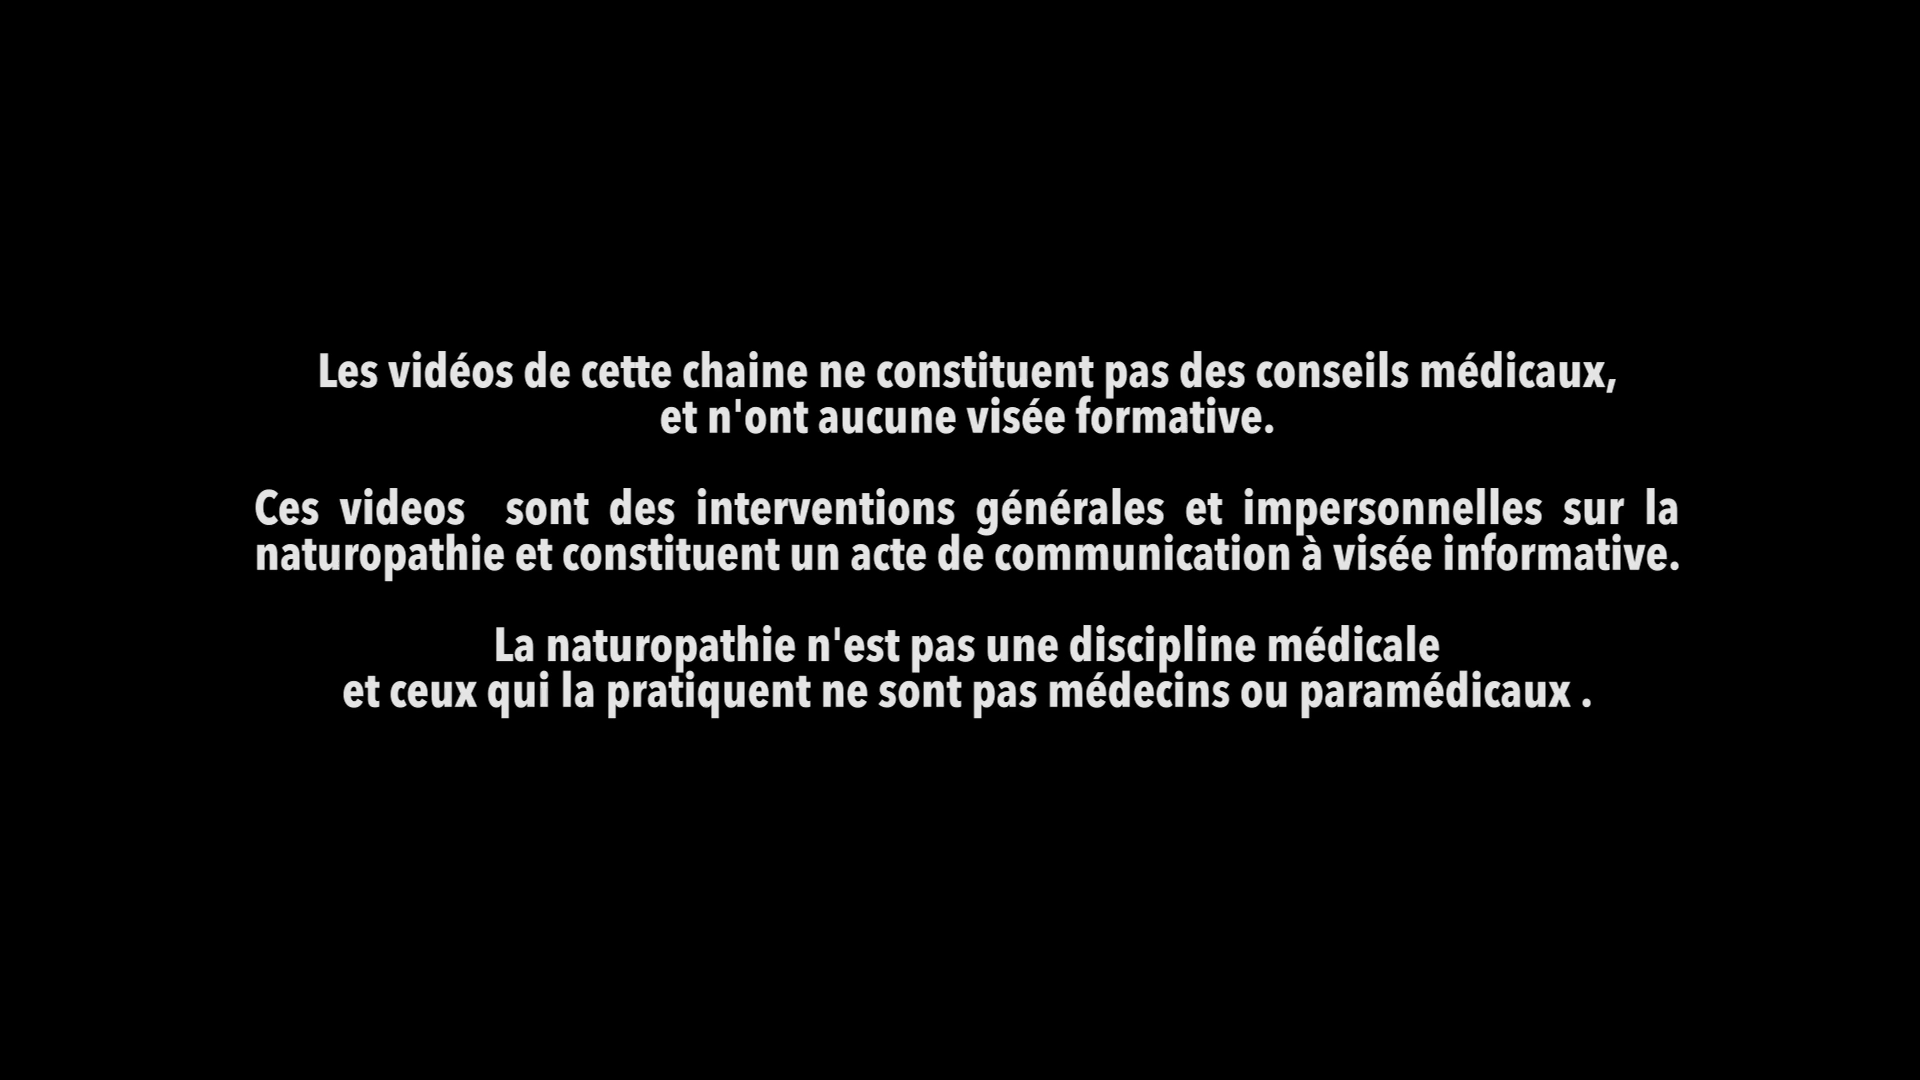 Les vidéos de cette chaine ne constituent pas des conseils médicaux,
et n'ont aucune visée formative.
Ces videos sont des interventions générales et impersonnelles sur la
naturopathie et constituent un acte de communication à visée informative.
La naturopathie n'est pas une discipline médicale
et ceux qui la pratiquent ne sont pas médecins ou paramédicaux .